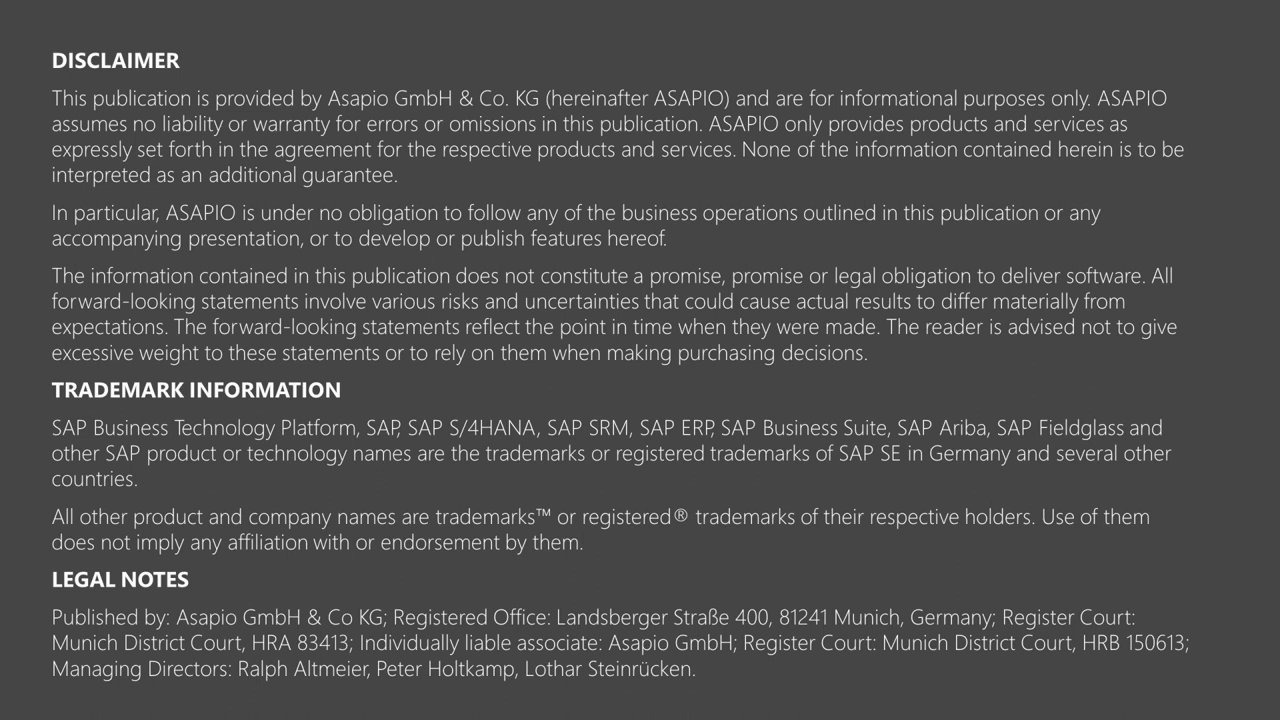 DISCLAIMER
This publication is provided by Asapio GmbH & Co. KG (hereinafter ASAPIO) and are for informational purposes only. ASAPIO
assumes no liability or warranty for errors or omissions in this publication. ASAPIO only provides products and services as
expressly set forth in the agreement for the respective products and services. None of the information contained herein is to be
interpreted as an additional guarantee.
In particular, ASAPIO is under no obligation to follow any of the business operations outlined in this publication or any
accompanying presentation, or to develop or publish features hereof.
The information contained in this publication does not constitute a promise, promise or legal obligation to deliver software. All
forward-looking statements involve various risks and uncertainties that could cause actual results to differ materially from
expectations. The forward-looking statements reflect the point in time when they were made. The reader is advised not to give
excessive weight to these statements or to rely on them when making purchasing decisions.
TRADEMARK INFORMATION
SAP Business Technology Platform, SAP, SAP S/4HANA, SAP SRM, SAP ERP, SAP Business Suite, SAP Ariba, SAP Fieldglass and
other SAP product or technology names are the trademarks or registered trademarks of SAP SE in Germany and several other
countries.
All other product and company names are trademarks™ or registered® trademarks of their respective holders. Use of them
does not imply any affiliation with or endorsement by them.
LEGAL NOTES
Published by: Asapio GmbH & Co KG; Registered Office: Landsberger Straße 400, 81241 Munich, Germany; Register Court:
Munich District Court, HRA 83413; Individually liable associate: Asapio GmbH; Register Court: Munich District Court, HRB 150613;
Managing Directors: Ralph Altmeier, Peter Holtkamp, Lothar Steinrücken.